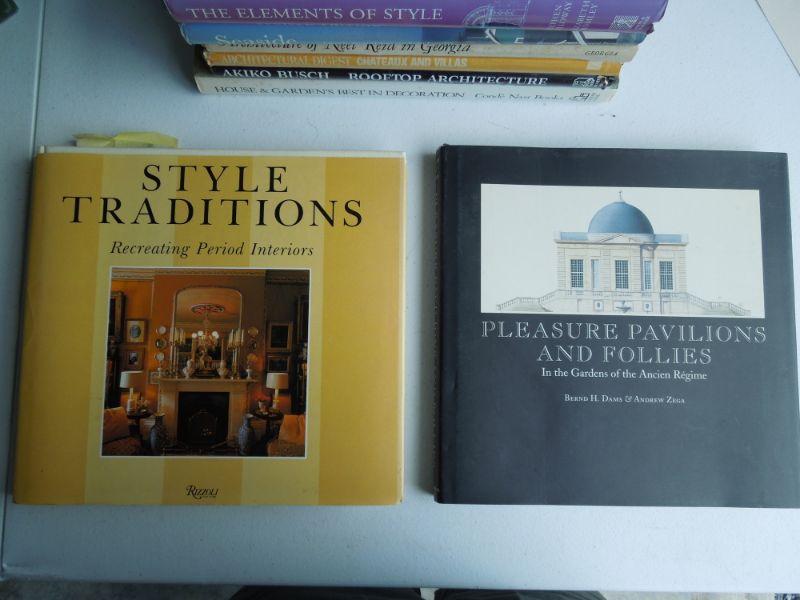 THE ELEMENTS OF STYLE
Seaside
Architecture of Neel Reid in Georgia GEORGIA
ARCHITECTURAL DIGEST CHATEAUX AND VILLAS
AKIKO BUSCH ROOFTOP ARCHITECTURE
HOUSE & GARDEN'S BEST IN DECORATION Condé Nast Books
STYLE
TRADITIONS
Recreating Period Interiors
RIZZOLI
PLEASURE PAVILIONS
AND FOLLIES
In the Gardens of the Ancien Régime
BERND H. DAMS & ANDREW ZEGA